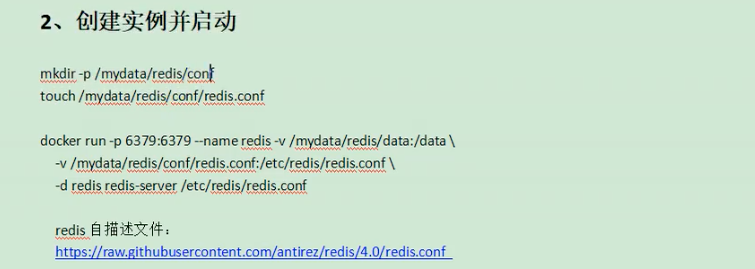 2、创建实例并启动
mkdir -p /mydata/redis/conf
touch /mydata/redis/conf/redis.conf
docker run -p 6379:6379 --name redis -v /mydata/redis/data:/data \
-v /mydata/redis/conf/redis.conf:/etc/redis/redis.conf \
-d redis redis-server /etc/redis/redis.conf
redis 自描述文件：
https://raw.githubusercontent.com/antirez/redis/4.0/redis.conf